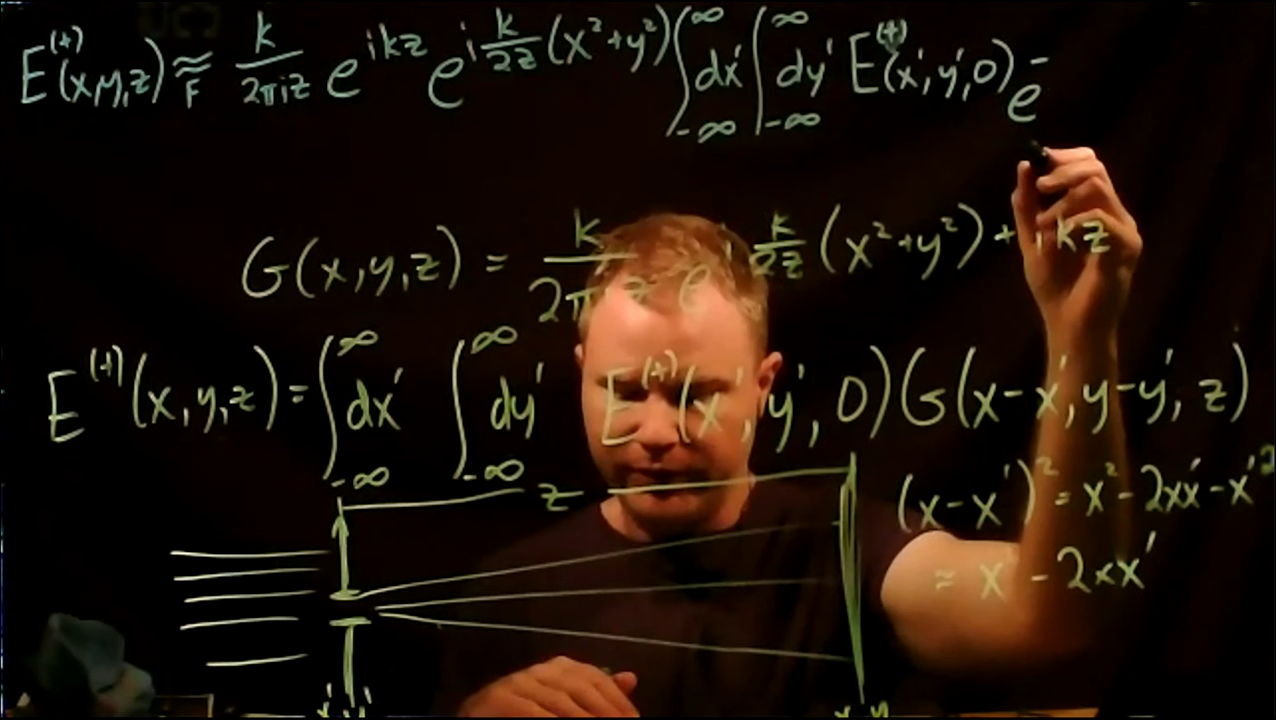 E^{(+)}(x,y,z) ≈_F k/2πiz e^{ikz} e^{i k/2z (x²+y²)} ∫_{-∞}^{∞} dx' ∫_{-∞}^{∞} dy' E^{(+)}(x',y',0) e^{-
G(x,y,z) = k/2πiz e^{i k/2z (x²+y²) + ikz}
E^{(+)}(x,y,z) = ∫_{-∞}^{∞} dx' ∫_{-∞}^{∞} dy' E^{(+)}(x',y',0) G(x-x', y-y', z)
z
(x-x')² = x² - 2xx' - x'²
≈ x² - 2xx'
x',y'
x,y